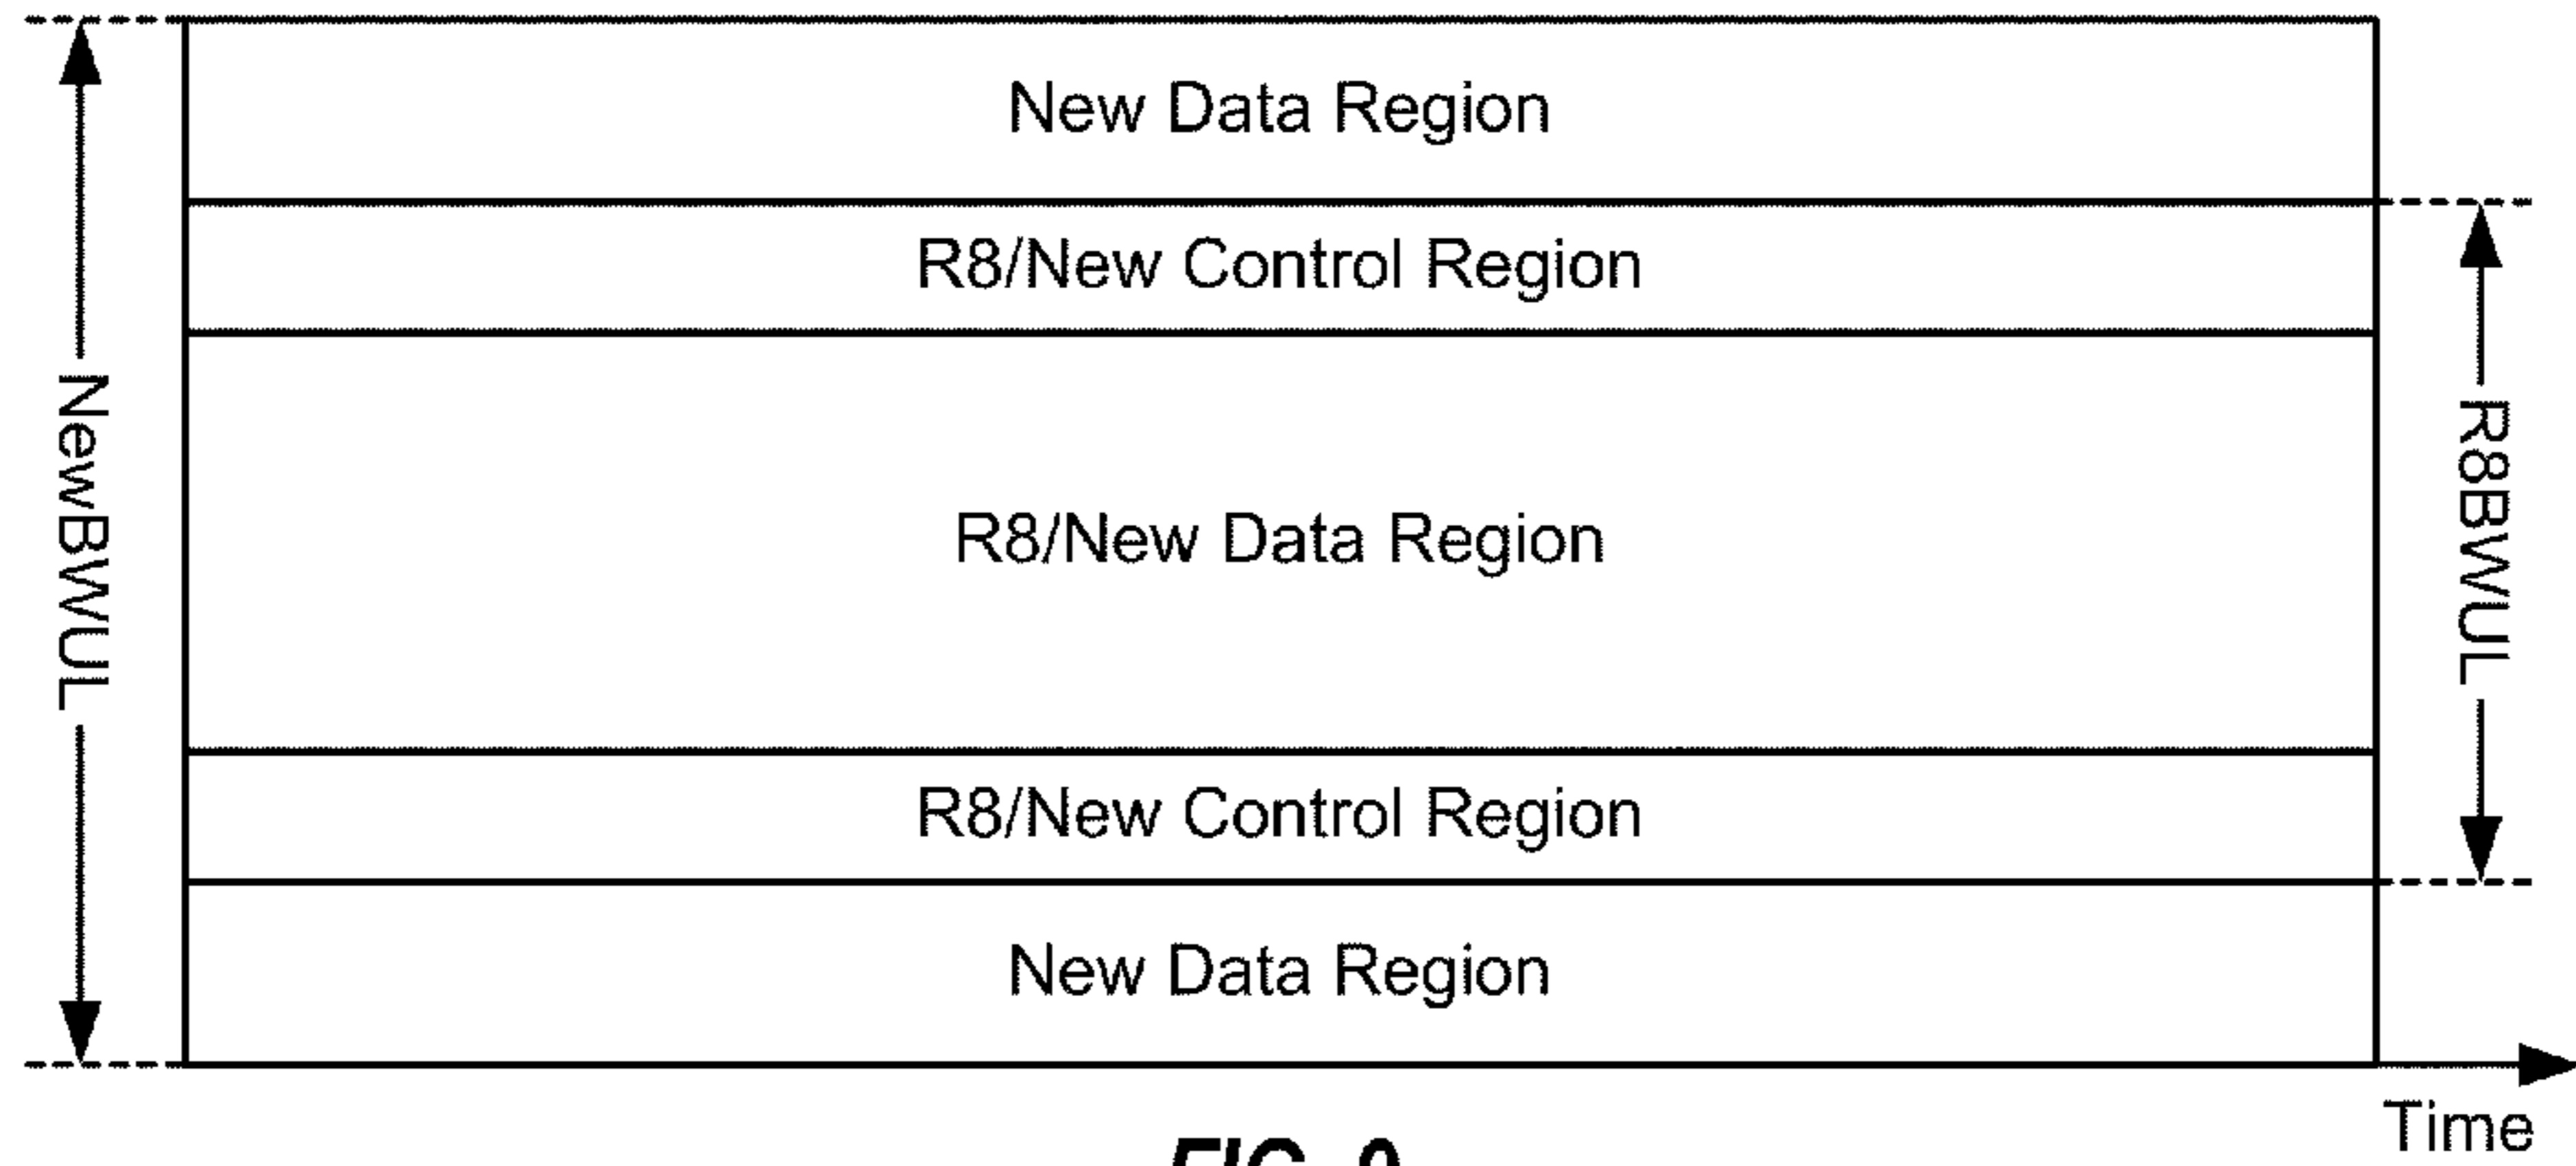 New Data Region
R8/New Control Region
NewBWUL
R8/New Data Region
R8BWUL
R8/New Control Region
New Data Region
Time
FIG.